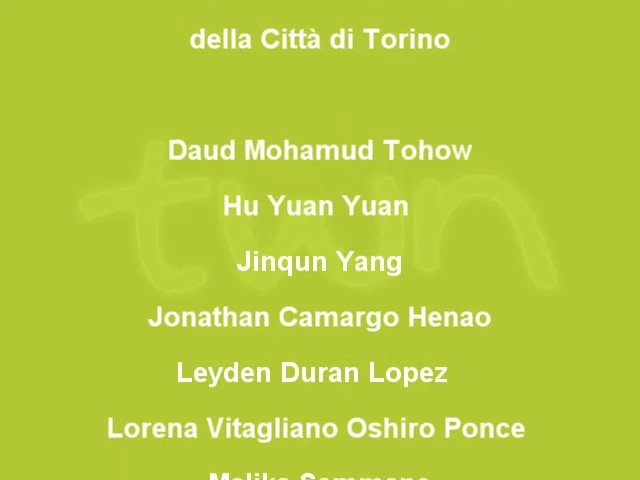 della Città di Torino
Daud Mohamud Tohow
Hu Yuan Yuan
Jinqun Yang
Jonathan Camargo Henao
Leyden Duran Lopez
Lorena Vitagliano Oshiro Ponce
turin